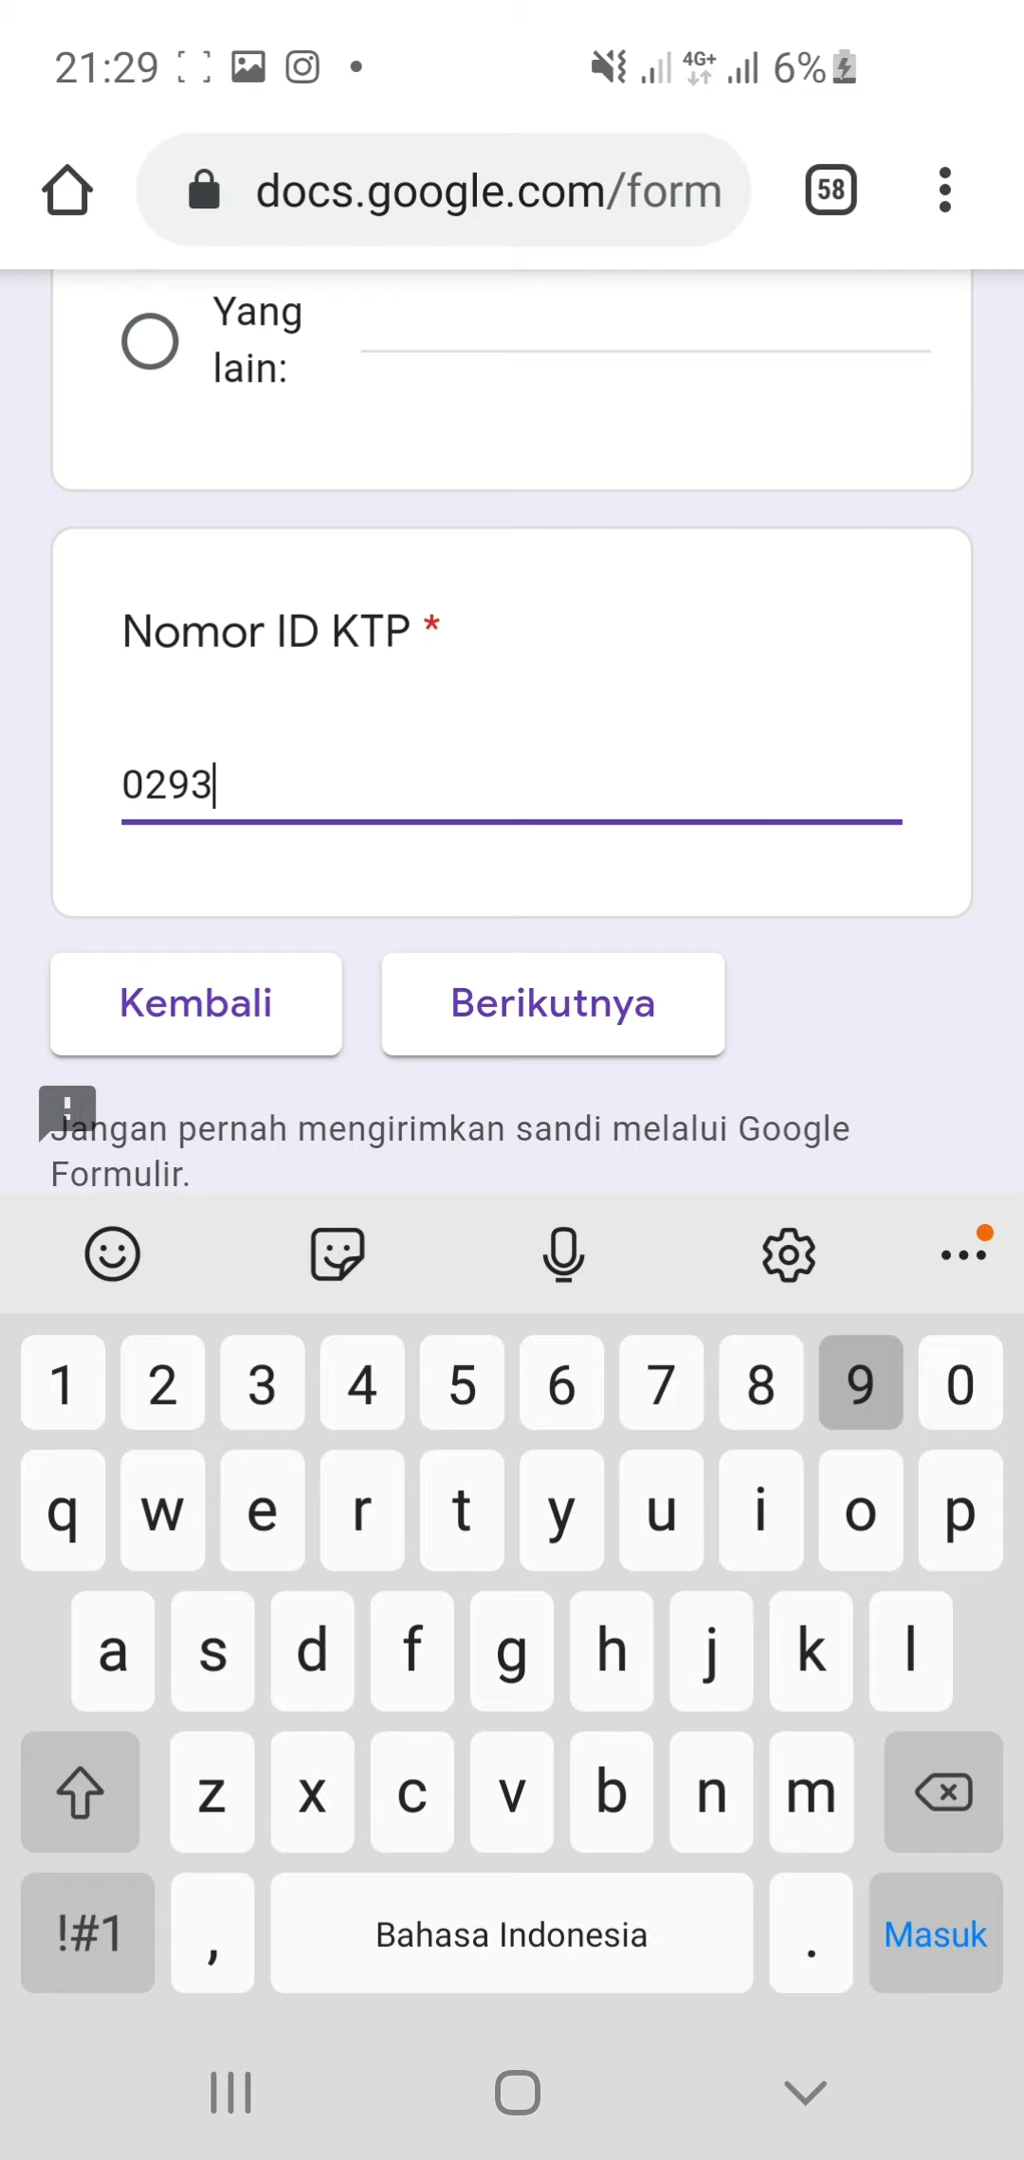 21:29
4G+
6%
docs.google.com/form
58
Yang
lain:
Nomor ID KTP *
0293
Kembali
Berikutnya
Jangan pernah mengirimkan sandi melalui Google
Formulir.
1 2 3 4 5 6 7 8 9 0
q w e r t y u i o p
a s d f g h j k l
z x c v b n m
!#1 , Bahasa Indonesia . Masuk